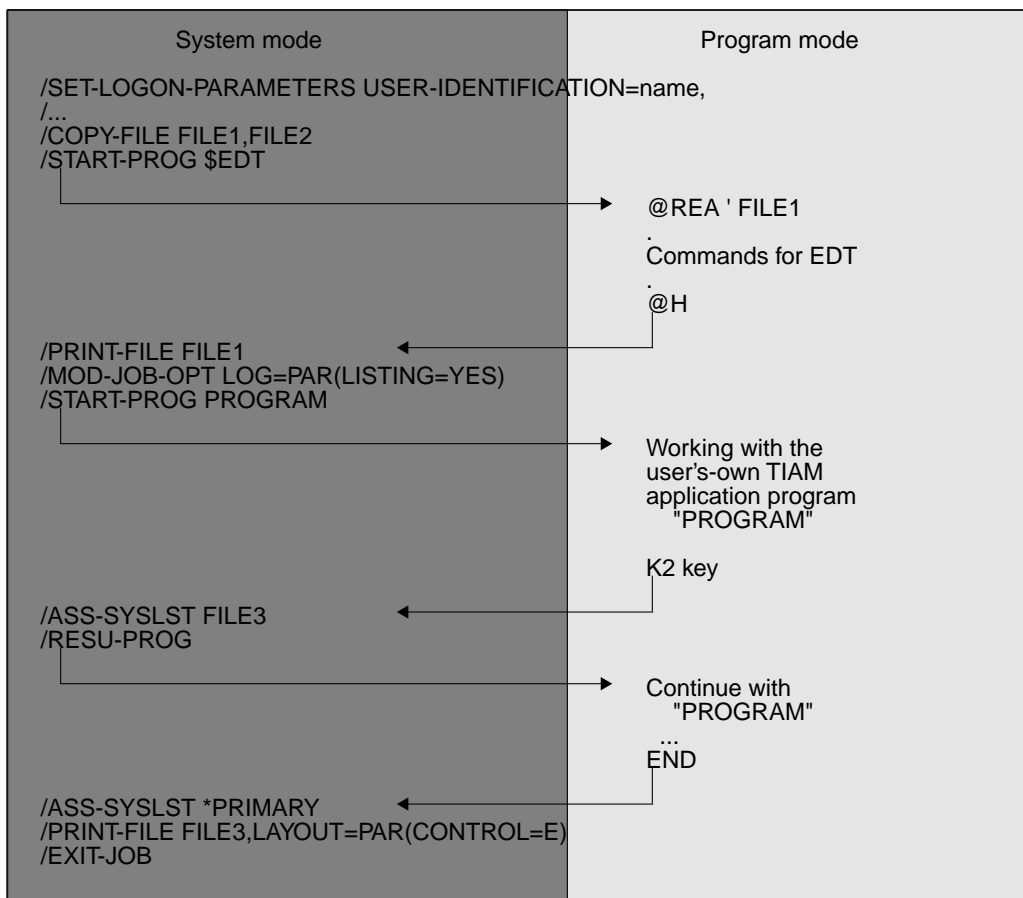 System mode
Program mode
/SET-LOGON-PARAMETERS USER-IDENTIFICATION=name,
/...
/COPY-FILE FILE1,FILE2
/START-PROG $EDT
@REA ' FILE1
.
Commands for EDT
.
@H
/PRINT-FILE FILE1
/MOD-JOB-OPT LOG=PAR(LISTING=YES)
/START-PROG PROGRAM
Working with the
user's-own TIAM
application program
"PROGRAM"
K2 key
/ASS-SYSLST FILE3
/RESU-PROG
Continue with
"PROGRAM"
...
END
/ASS-SYSLST *PRIMARY
/PRINT-FILE FILE3,LAYOUT=PAR(CONTROL=E)
/EXIT-JOB